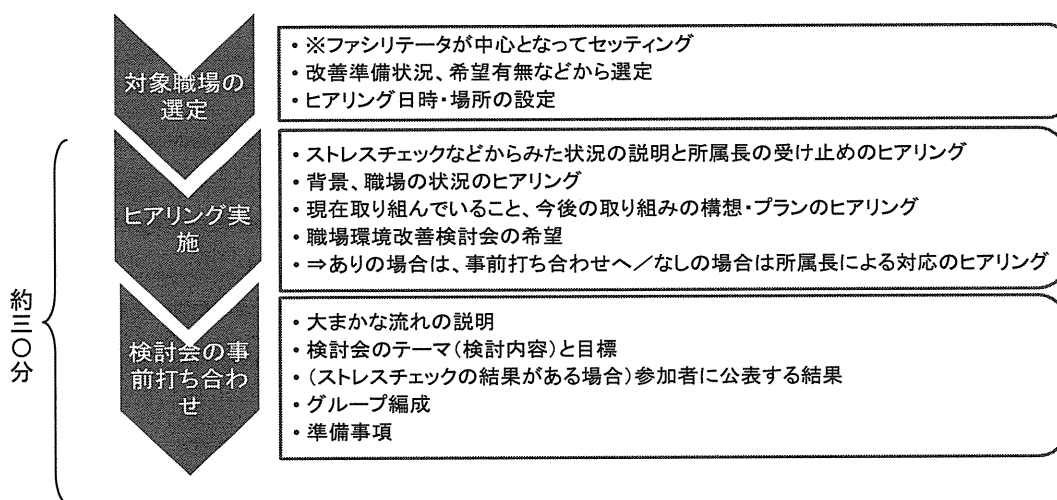 対象職場の
選定
・※ファシリテータが中心となってセッティング
・改善準備状況、希望有無などから選定
・ヒアリング日時・場所の設定
約三〇分
ヒアリング実
施
・ストレスチェックなどからみた状況の説明と所属長の受け止めのヒアリング
・背景、職場の状況のヒアリング
・現在取り組んでいること、今後の取り組みの構想・プランのヒアリング
・職場環境改善検討会の希望
・⇒ありの場合は、事前打ち合わせへ／なしの場合は所属長による対応のヒアリング
検討会の事
前打ち合わ
せ
・大まかな流れの説明
・検討会のテーマ(検討内容)と目標
・(ストレスチェックの結果がある場合)参加者に公表する結果
・グループ編成
・準備事項